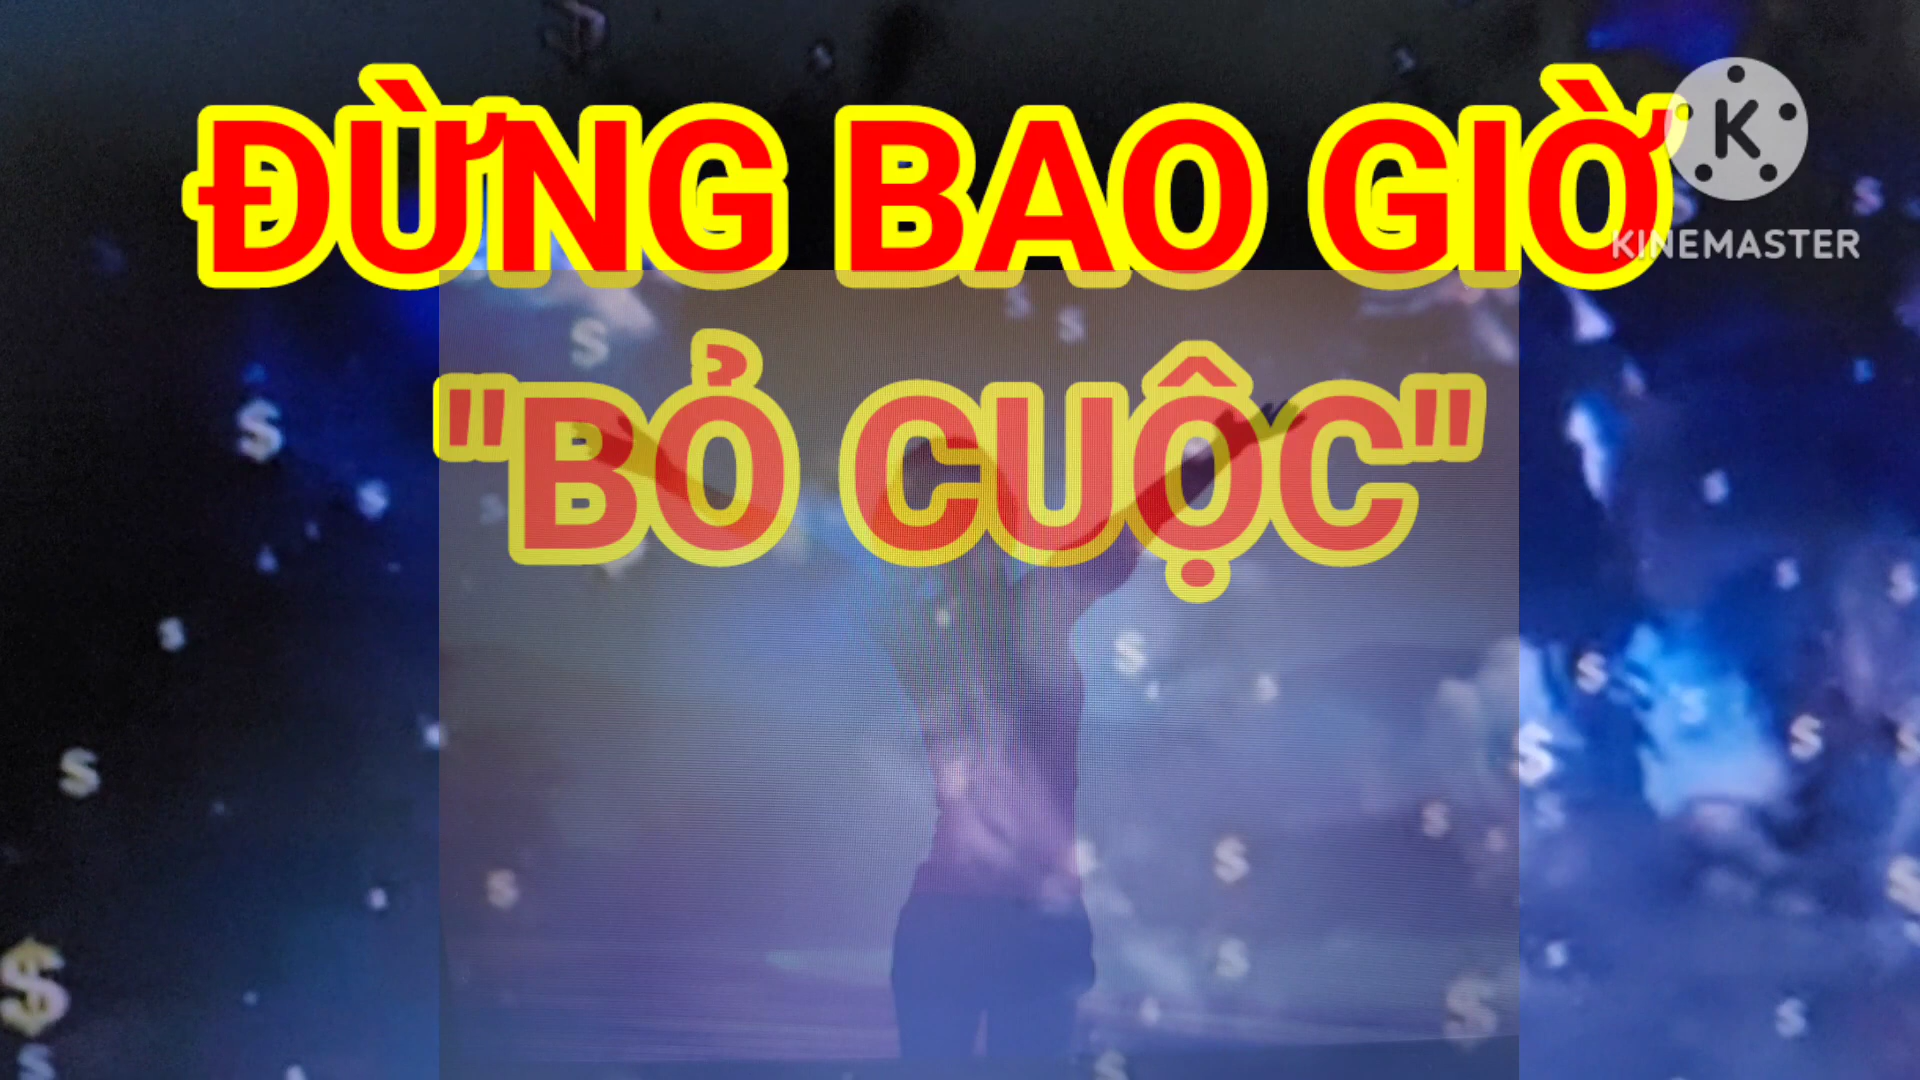 ĐỪNG BAO GIỜ
K
KINEMASTER
"BỎ CUỘC"